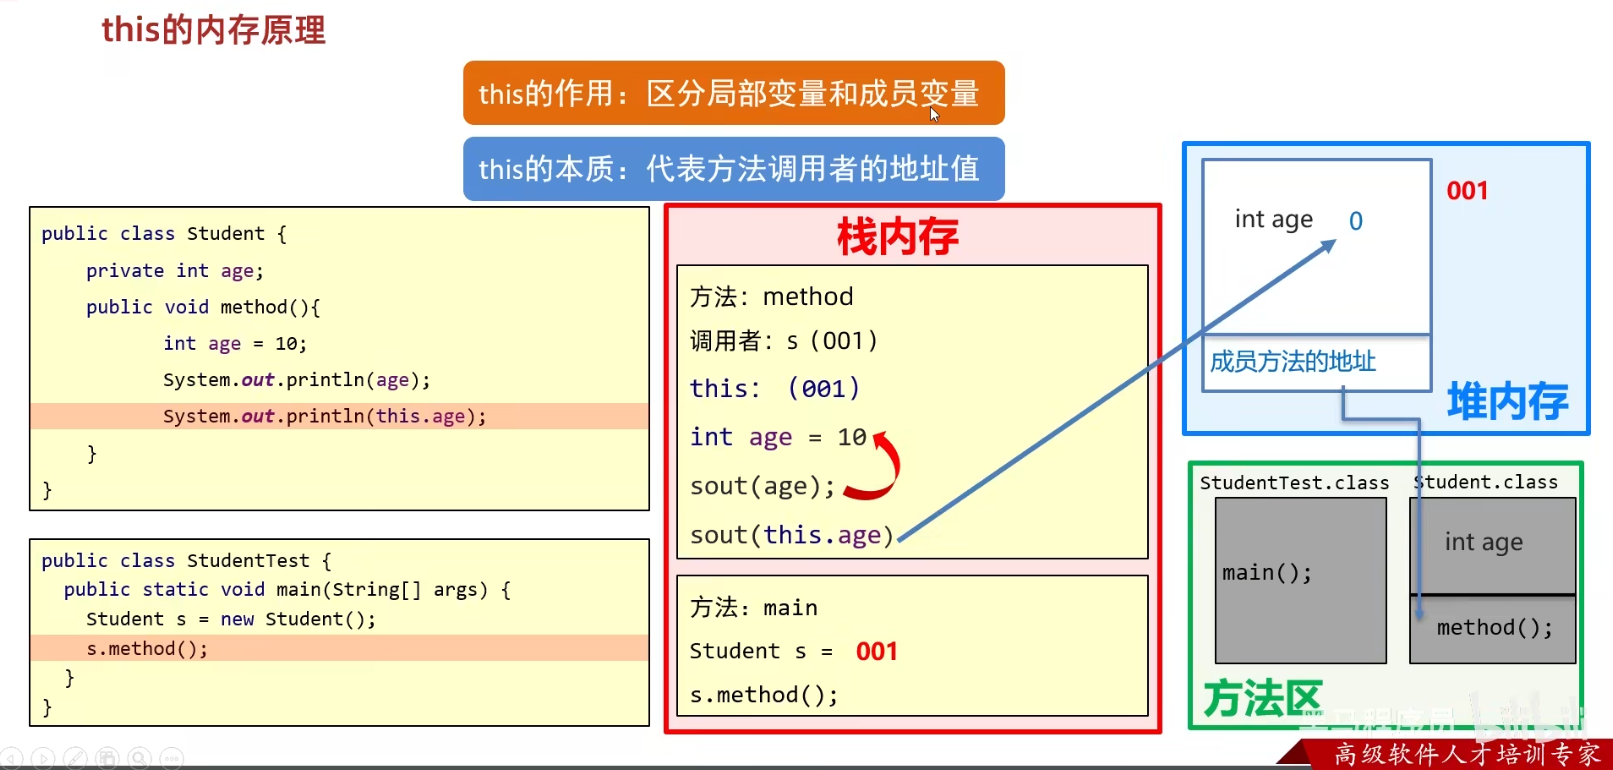 this的内存原理
this的作用：区分局部变量和成员变量
this的本质：代表方法调用者的地址值
public class Student {
private int age;
public void method(){
int age = 10;
System.out.println(age);
System.out.println(this.age);
}
}
public class StudentTest {
public static void main(String[] args) {
Student s = new Student();
s.method();
}
}
栈内存
方法：method
调用者：s（001）
this：（001）
int age = 10
sout(age);
sout(this.age)
方法：main
Student s = 001
s.method();
001
int age 0
成员方法的地址
堆内存
StudentTest.class
main();
Student.class
int age
method();
方法区
黑马程序员 bilibili
高级软件人才培训专家